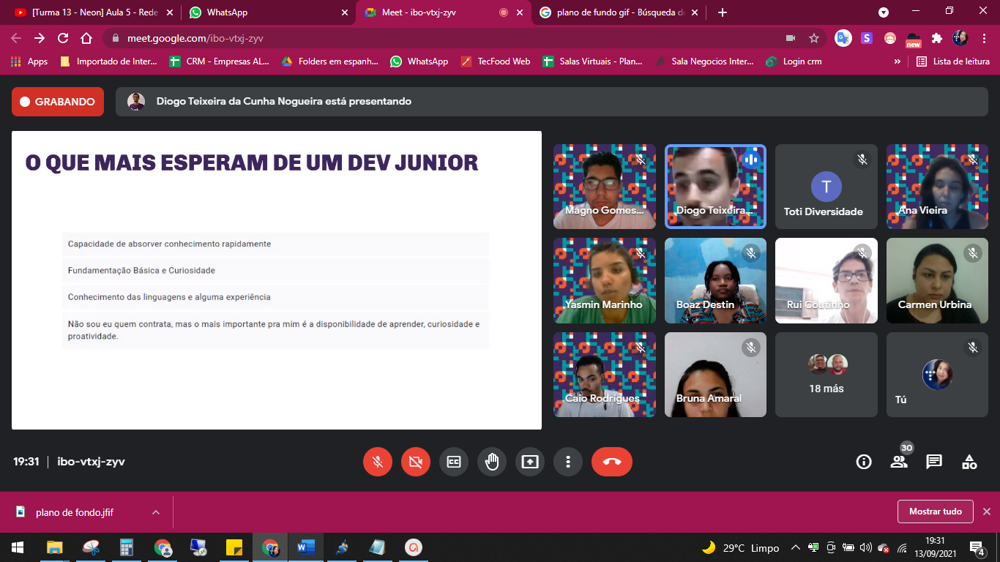 [Turma 13 - Neon] Aula 5 - Rede
WhatsApp
Meet - ibo-vtxj-zyv
plano de fundo gif - Búsqueda de
meet.google.com/ibo-vtxj-zyv
new
Apps
Importado de Inter...
CRM - Empresas AL...
Folders em espanh...
WhatsApp
TecFood Web
Salas Virtuais - Plan...
Sala Negocios Inter...
Login crm
Lista de leitura
GRABANDO
Diogo Teixeira da Cunha Nogueira está presentando
O QUE MAIS ESPERAM DE UM DEV JUNIOR
Capacidade de absorver conhecimento rapidamente
Fundamentação Básica e Curiosidade
Conhecimento das linguagens e alguma experiência
Não sou eu quem contrata, mas o mais importante pra mim é a disponibilidade de aprender, curiosidade e
proatividade.
Magno Gomes...
Diogo Teixeira...
T
Toti Diversidade
Ana Vieira
Yasmin Marinho
Boaz Destin
Rui Coutinho
Carmen Urbina
Caio Rodrigues
Bruna Amaral
18 más
Tú
19:31 | ibo-vtxj-zyv
30
plano de fondo.jfif
Mostrar tudo
29°C Limpo
19:31
13/09/2021
4